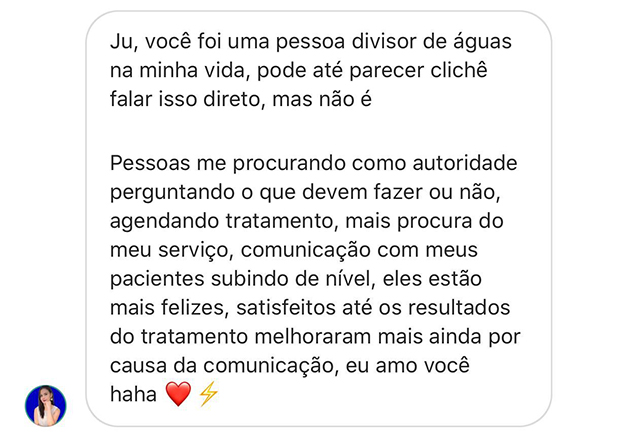 Ju, você foi uma pessoa divisor de águas
na minha vida, pode até parecer clichê
falar isso direto, mas não é
Pessoas me procurando como autoridade
perguntando o que devem fazer ou não,
agendando tratamento, mais procura do
meu serviço, comunicação com meus
pacientes subindo de nível, eles estão
mais felizes, satisfeitos até os resultados
do tratamento melhoraram mais ainda por
causa da comunicação, eu amo você
haha ❤️⚡